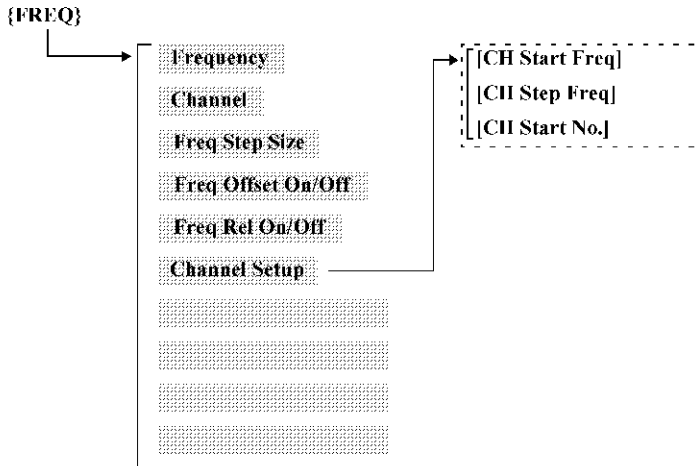 {FREQ}
Frequency
Channel
Freq Step Size
Freq Offset On/Off
Freq Rel On/Off
Channel Setup
[CH Start Freq]
[CH Step Freq]
[CH Start No.]